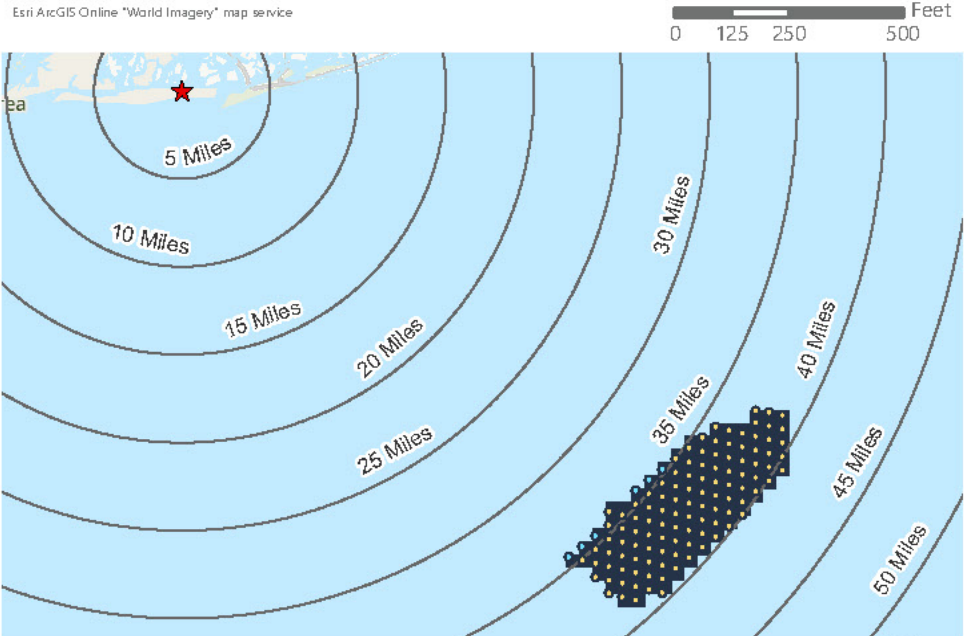 Esri ArcGIS Online "World Imagery" map service
Feet
0 125 250 500
ea
5 Miles
10 Miles
15 Miles
20 Miles
25 Miles
30 Miles
35 Miles
40 Miles
45 Miles
50 Miles